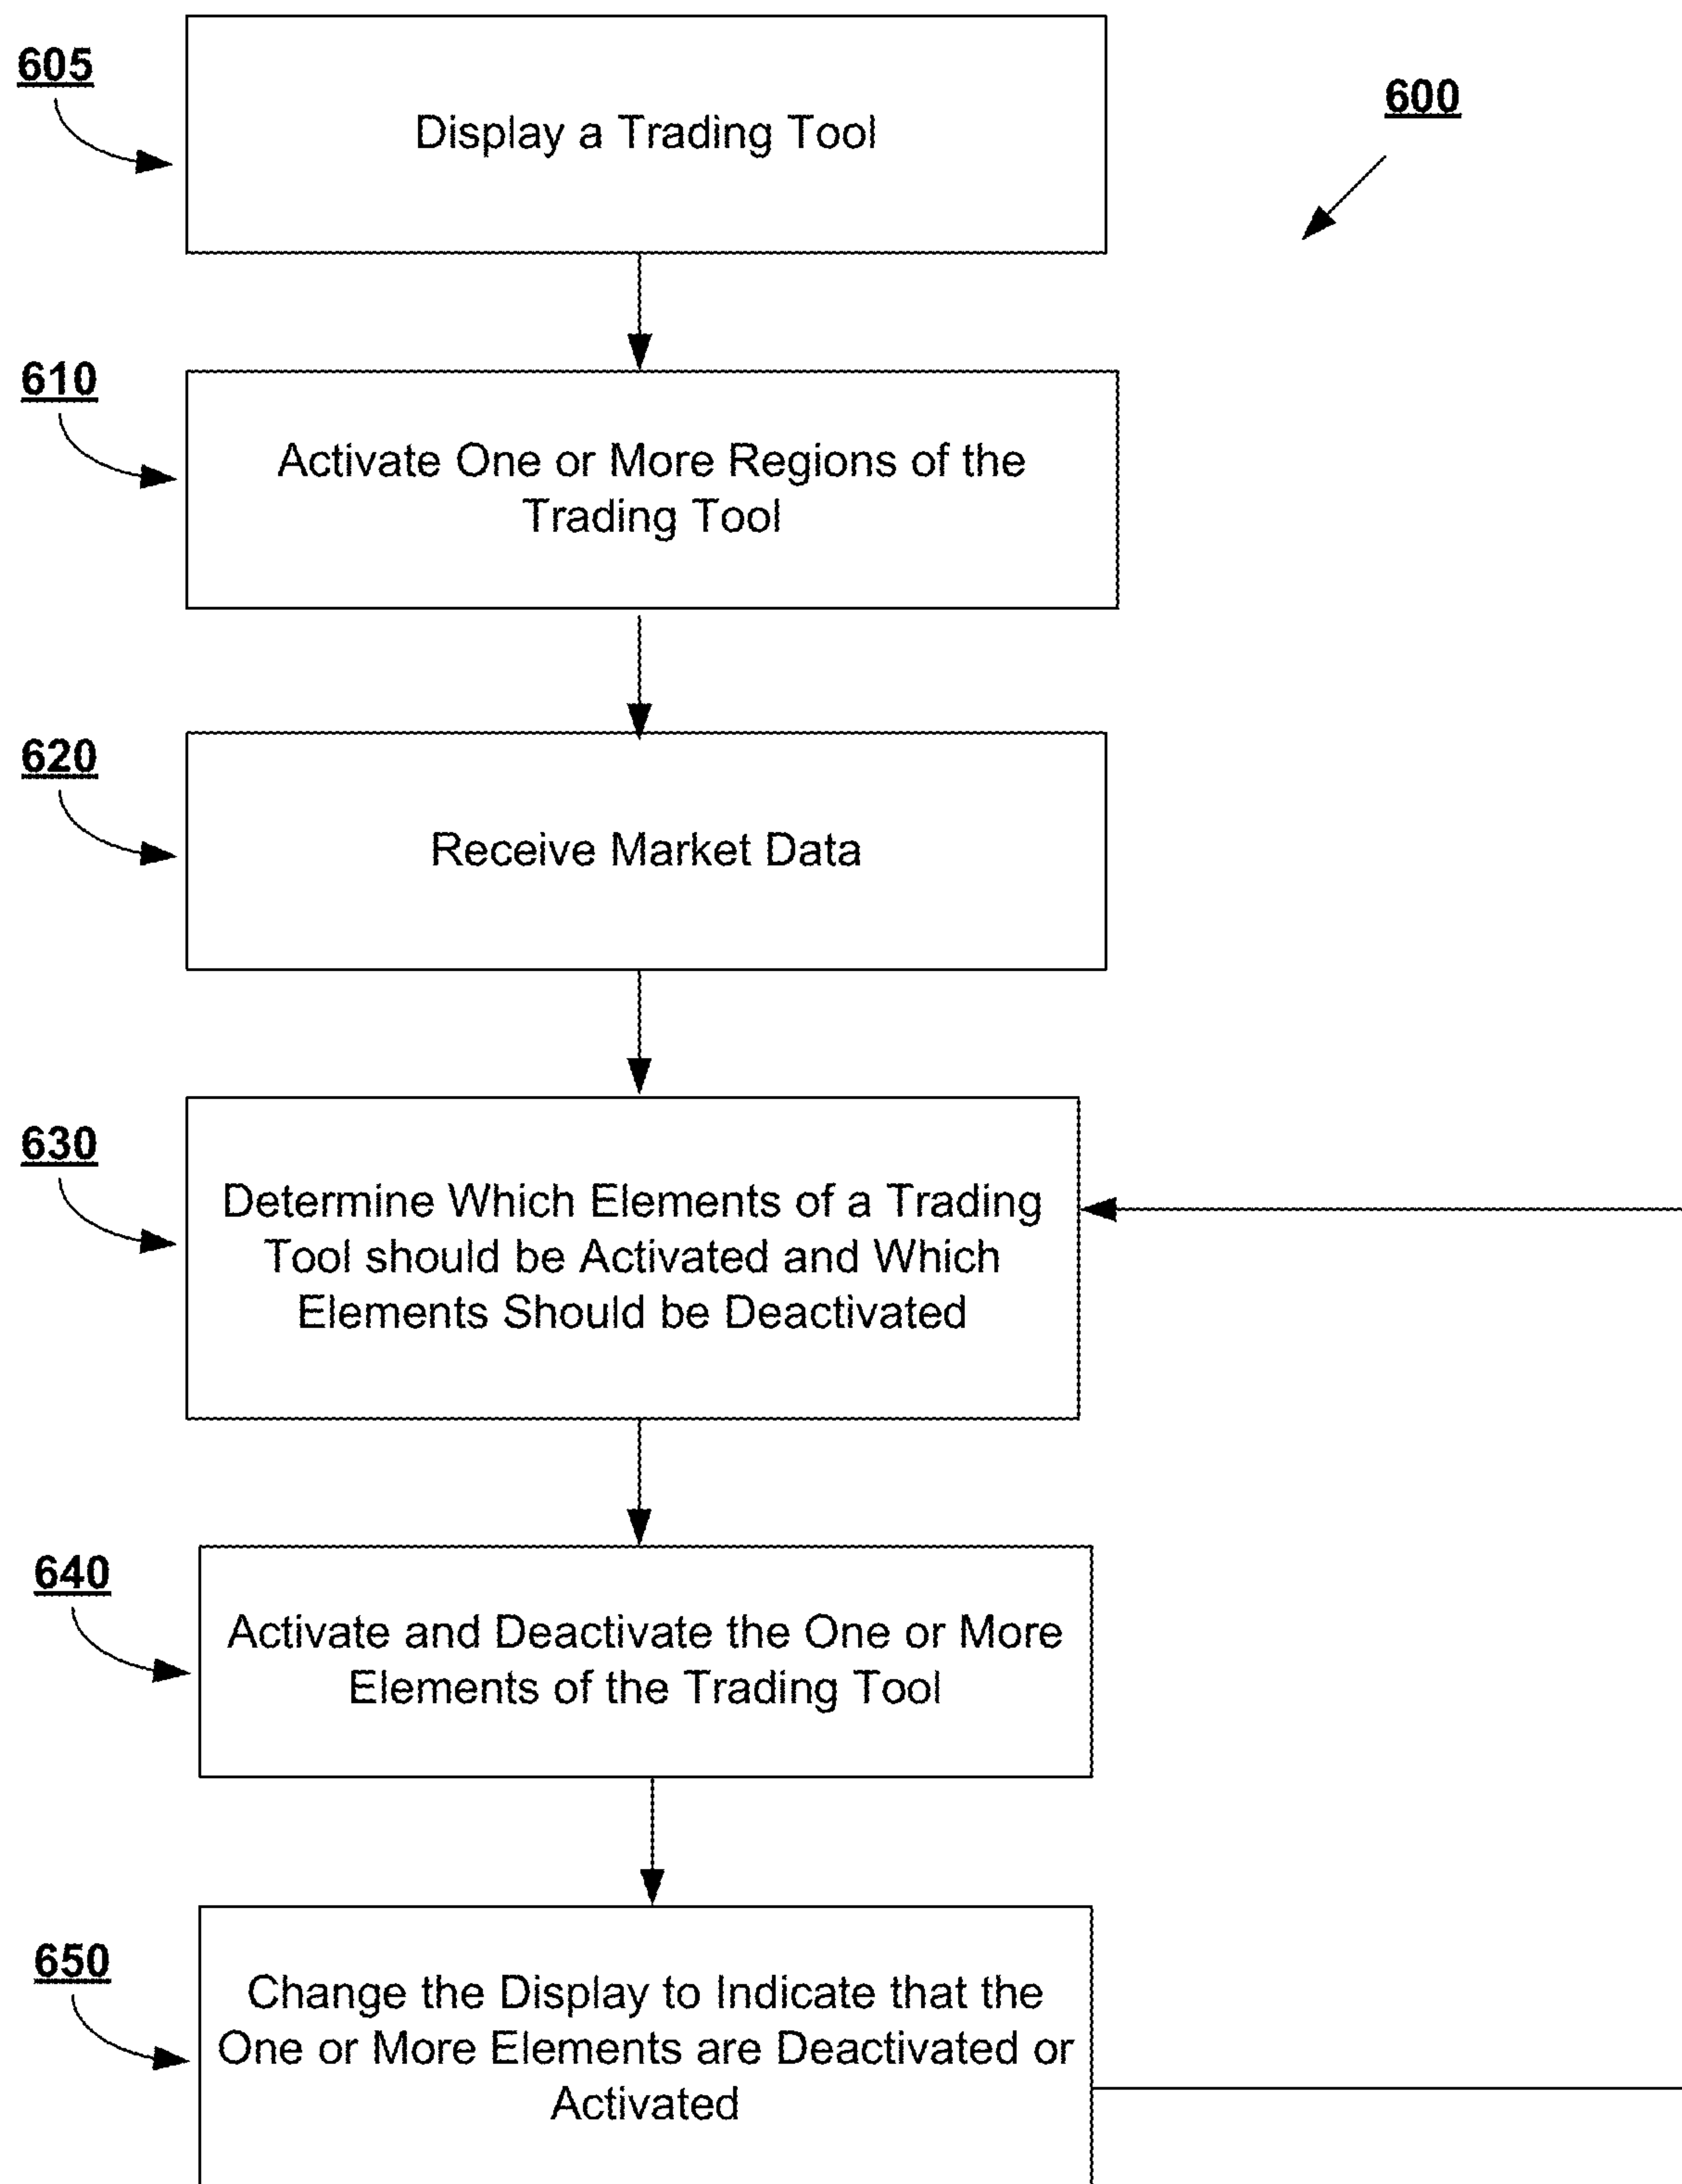 605
Display a Trading Tool
600
610
Activate One or More Regions of the
Trading Tool
620
Receive Market Data
630
Determine Which Elements of a Trading
Tool should be Activated and Which
Elements Should be Deactivated
640
Activate and Deactivate the One or More
Elements of the Trading Tool
650
Change the Display to Indicate that the
One or More Elements are Deactivated or
Activated